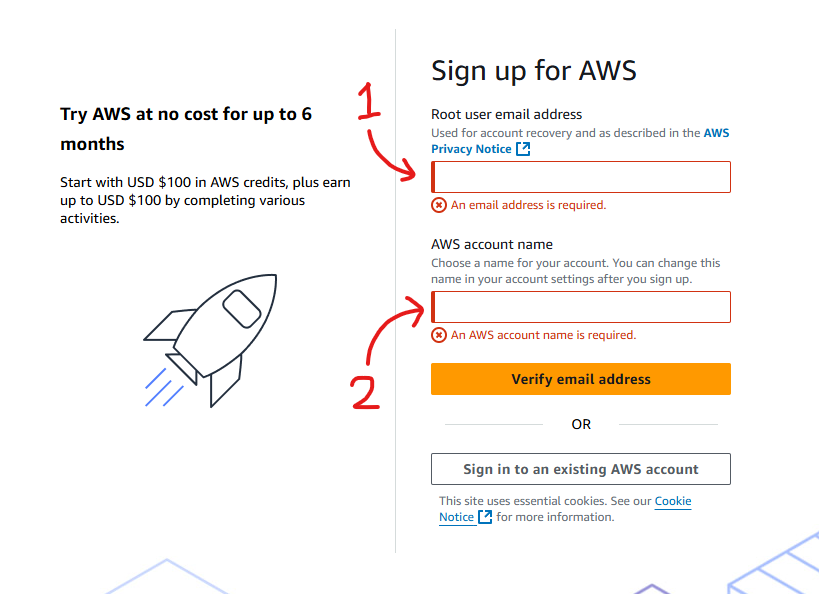 Try AWS at no cost for up to 6
months
Start with USD $100 in AWS credits, plus earn
up to USD $100 by completing various
activities.
1
2
Sign up for AWS
Root user email address
Used for account recovery and as described in the AWS
Privacy Notice
An email address is required.
AWS account name
Choose a name for your account. You can change this
name in your account settings after you sign up.
An AWS account name is required.
Verify email address
OR
Sign in to an existing AWS account
This site uses essential cookies. See our Cookie
Notice for more information.